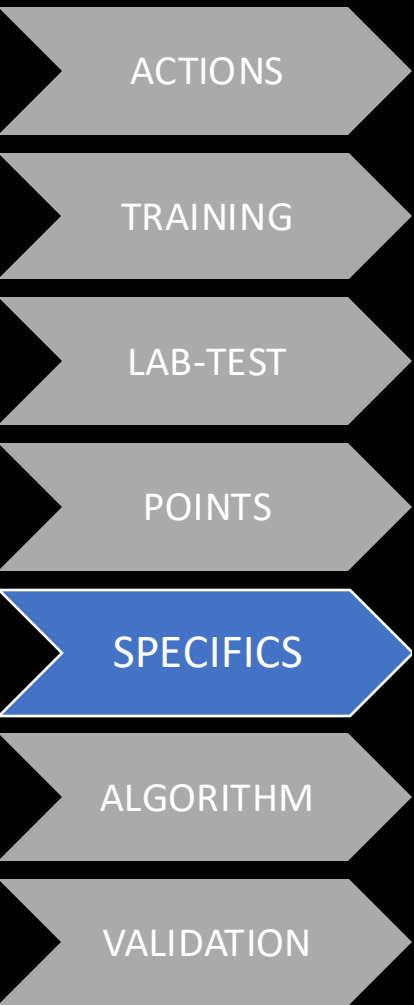 ACTIONS
TRAINING
LAB-TEST
POINTS
SPECIFICS
ALGORITHM
VALIDATION